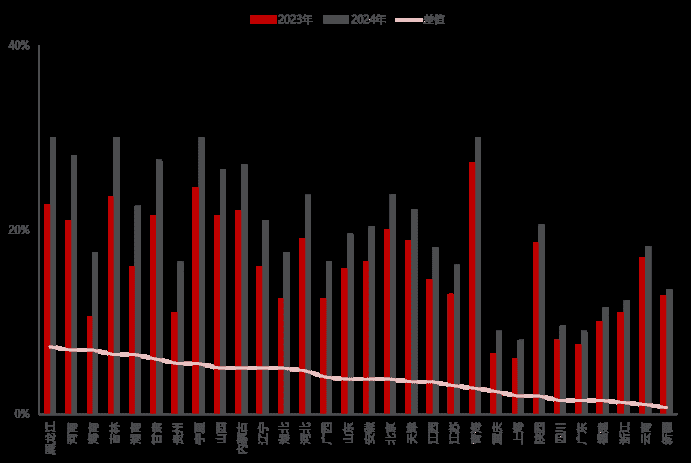 2023年 2024年 差值
40%
20%
0%
黑龙江 河南 海南 吉林 湖南 甘肃 贵州 宁夏 山西 内蒙古 辽宁 湖北 河北 广西 山东 安徽 北京 天津 江西 江苏 青海 重庆 上海 陕西 四川 广东 福建 浙江 云南 新疆